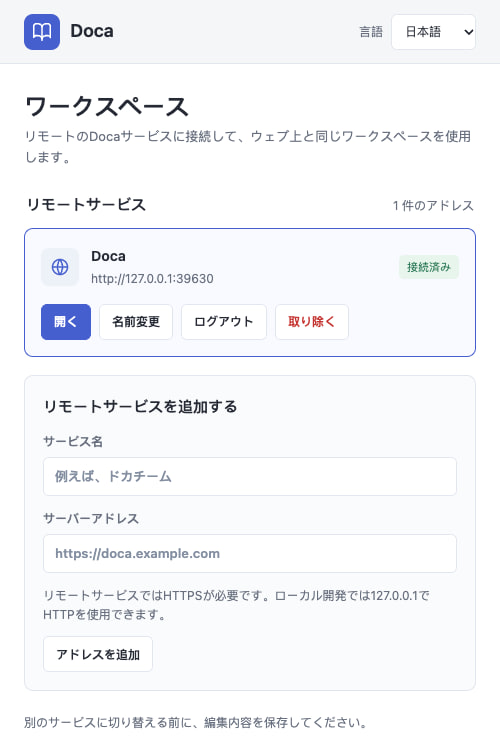 Doca
言語
日本語
ワークスペース
リモートのDocaサービスに接続して、ウェブ上と同じワークスペースを使用
します。
リモートサービス
1 件のアドレス
Doca
http://127.0.0.1:39630
接続済み
開く
名前変更
ログアウト
取り除く
リモートサービスを追加する
サービス名
例えば、ドカチーム
サーバーアドレス
https://doca.example.com
リモートサービスではHTTPSが必要です。ローカル開発では127.0.0.1で
HTTPを使用できます。
アドレスを追加
別のサービスに切り替える前に、編集内容を保存してください。